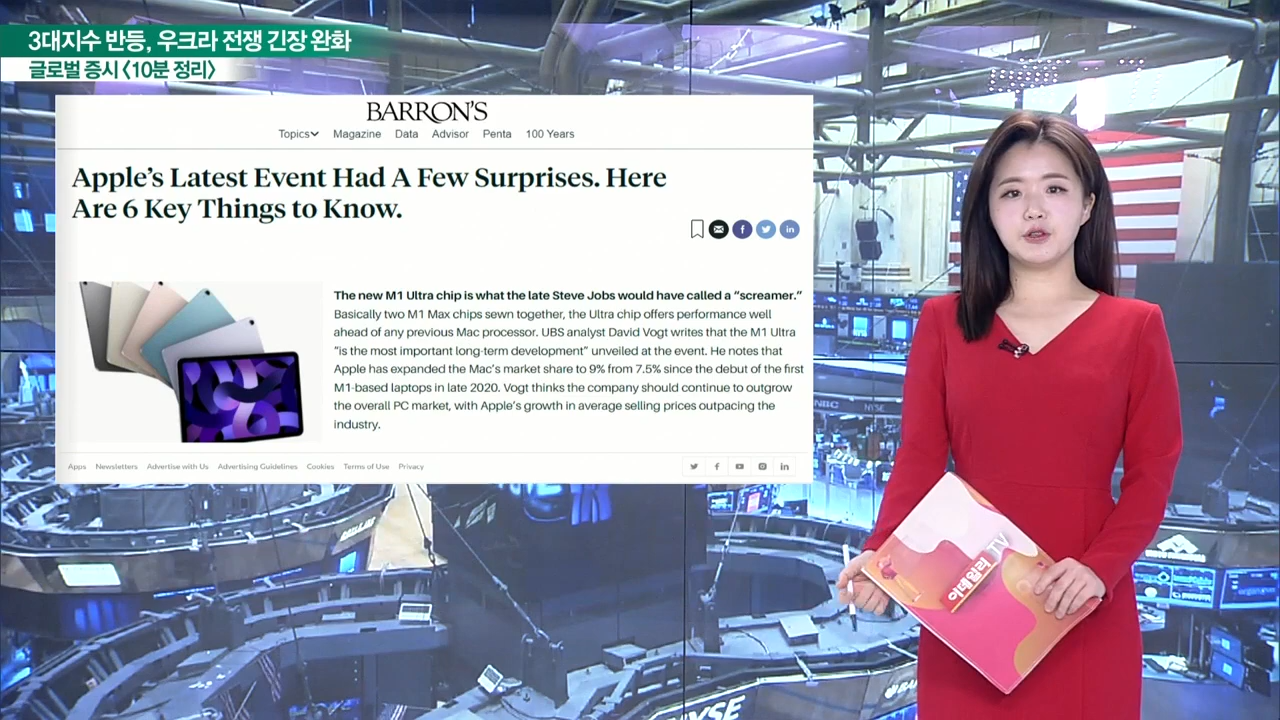 3대지수 반등, 우크라 전쟁 긴장 완화
글로벌 증시 <10분 정리>
BARRON'S
Topics Magazine Data Advisor Penta 100 Years
Apple's Latest Event Had A Few Surprises. Here
Are 6 Key Things to Know.
The new M1 Ultra chip is what the late Steve Jobs would have called a “screamer.”
Basically two M1 Max chips sewn together, the Ultra chip offers performance well
ahead of any previous Mac processor. UBS analyst David Vogt writes that the M1 Ultra
“is the most important long-term development” unveiled at the event. He notes that
Apple has expanded the Mac's market share to 9% from 7.5% since the debut of the first
M1-based laptops in late 2020. Vogt thinks the company should continue to outgrow
the overall PC market, with Apple's growth in average selling prices outpacing the
industry.
Apps Newsletters Advertise with Us Advertising Guidelines Cookies Terms of Use Privacy
NYSE
이데일리
NYSE